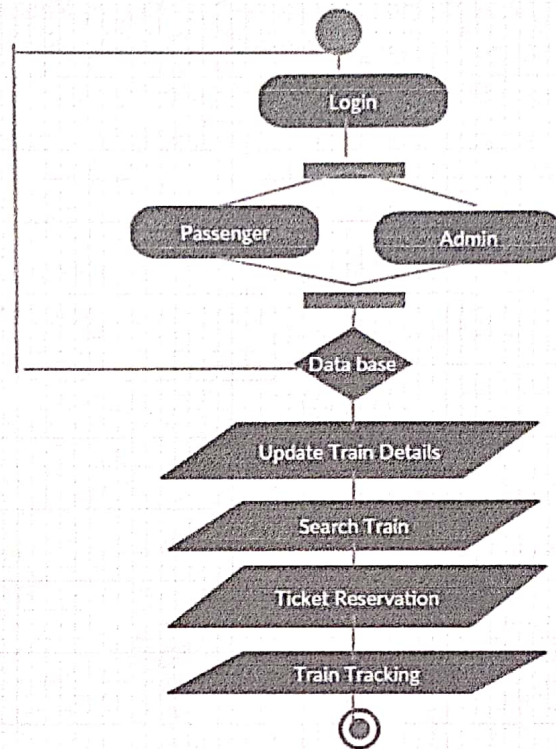 Login
Passenger
Admin
Data base
Update Train Details
Search Train
Ticket Reservation
Train Tracking